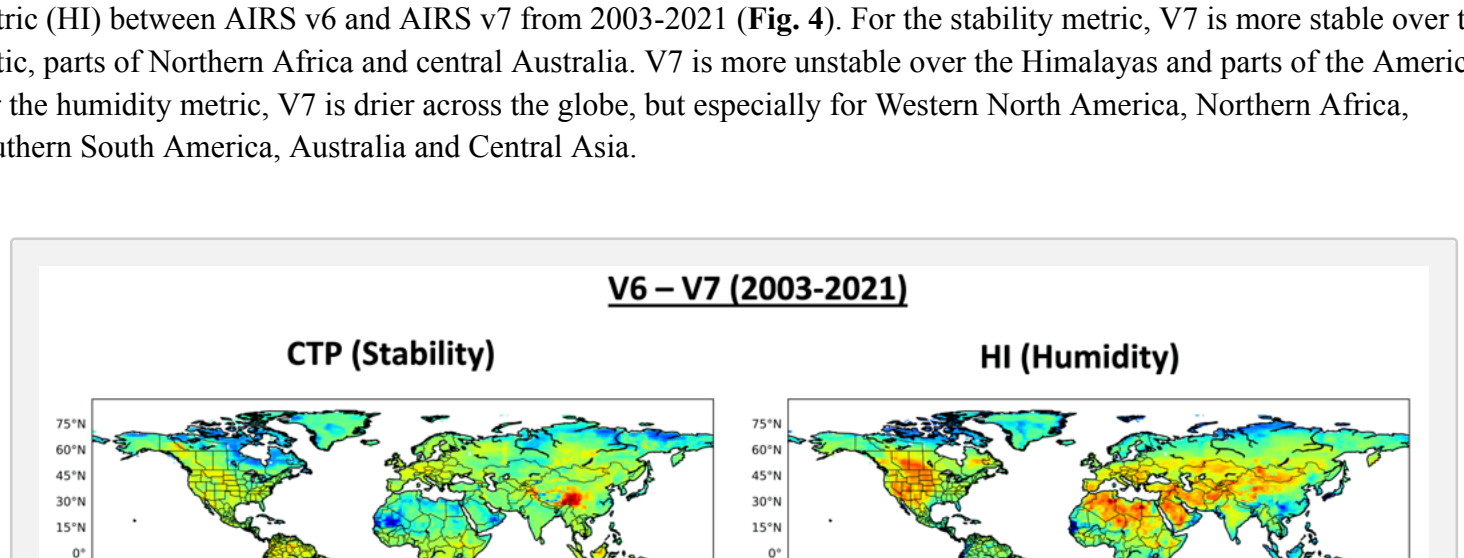 (HI) between AIRS v6 and AIRS v7 from 2003-2021 (Fig. 4). For the stability metric, V7 is more stable over
parts of Northern Africa and central Australia. V7 is more unstable over the Himalayas and parts of the
the humidity metric, V7 is drier across the globe, but especially for Western North America, Northern Africa,
South America, Australia and Central Asia.
V6 – V7 (2003-2021)
CTP (Stability)
HI (Humidity)
75°N
60°N
45°N
30°N
15°N
0°
75°N
60°N
45°N
30°N
15°N
0°